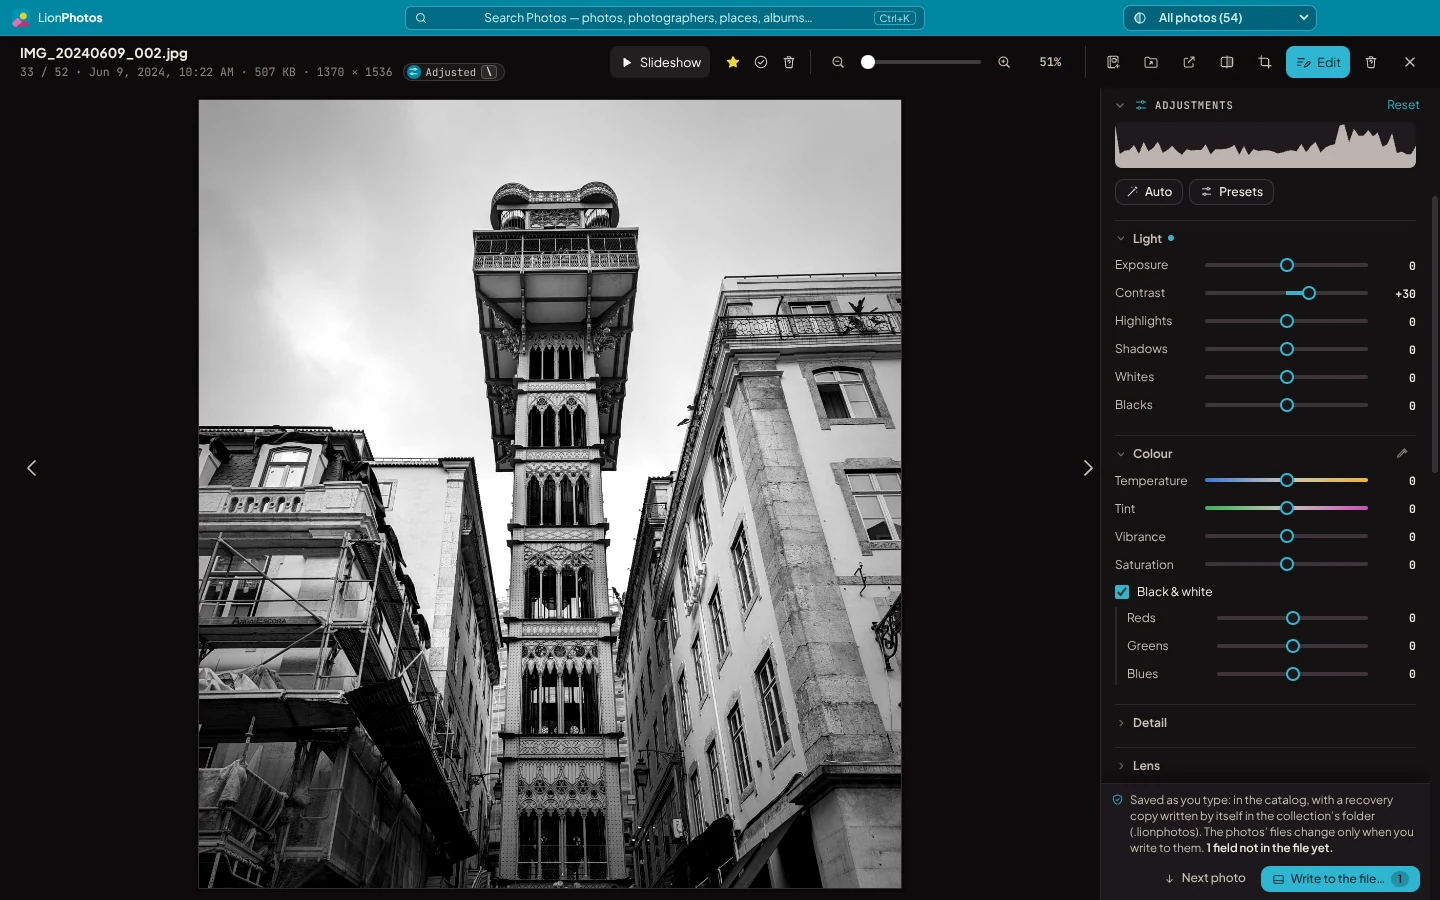 LionPhotos
Search Photos — photos, photographers, places, albums...
Ctrl+K
All photos (54)
IMG_20240609_002.jpg
33 / 52 · Jun 9, 2024, 10:22 AM · 507 KB · 1370 × 1536
Adjusted \
Slideshow
51%
Edit
ADJUSTMENTS
Reset
Auto
Presets
Light
Exposure 0
Contrast +30
Highlights 0
Shadows 0
Whites 0
Blacks 0
Colour
Temperature 0
Tint 0
Vibrance 0
Saturation 0
Black & white
Reds 0
Greens 0
Blues 0
Detail
Lens
Saved as you type: in the catalog, with a recovery
copy written by itself in the collection's folder
(.lionphotos). The photos' files change only when you
write to them. 1 field not in the file yet.
Next photo
Write to the file... 1